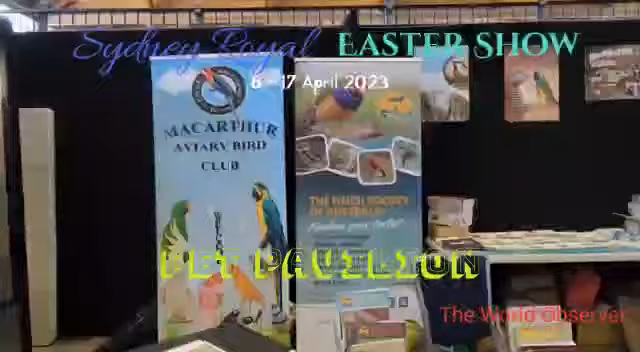 Sydney Royal EASTER SHOW
6 - 17 April 2023
MACARTHUR
AVIARY BIRD
CLUB
THE FINCH SOCIETY
OF AUSTRALIA
PET PAVILION
The World Observer